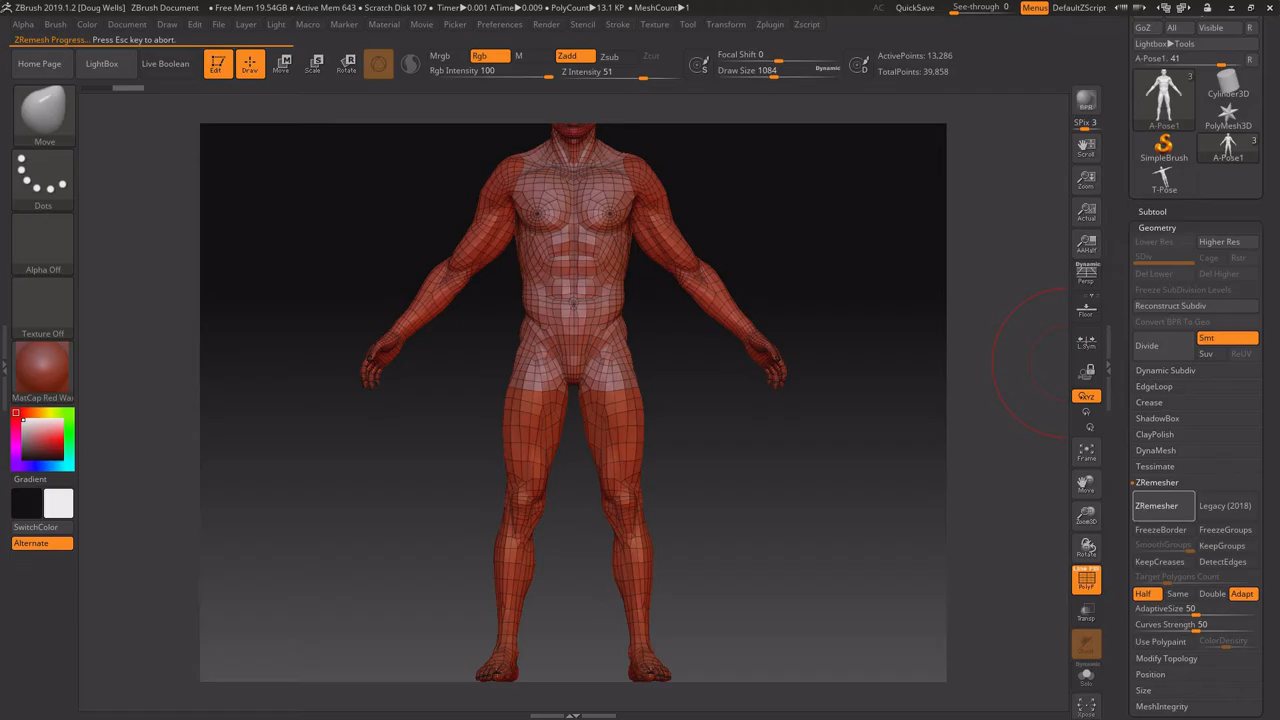 ZBrush 2019.1.2 [Doug Wells]
ZBrush Document
• Free Mem 19.54GB • Active Mem 643 • Scratch Disk 107 •
Timer▶0.001 ATime▶0.009 • PolyCount▶13.1 KP • MeshCount▶1
AC
QuickSave
See-through 0
Menus
DefaultZScript
Alpha
Brush
Color
Document
Draw
Edit
File
Layer
Light
Macro
Marker
Material
Movie
Picker
Preferences
Render
Stencil
Stroke
Texture
Tool
Transform
Zplugin
Zscript
ZRemesh Progress... Press Esc key to abort.
Home Page
LightBox
Live Boolean
Edit
Draw
Move
Scale
Rotate
Mrgb
Rgb
M
Rgb Intensity 100
Zadd
Zsub
Zcut
Z Intensity 51
S
Focal Shift 0
Draw Size 1084
Dynamic
D
ActivePoints: 13,286
TotalPoints: 39,858
Move
Dots
Alpha Off
Texture Off
MatCap Red Wa
Gradient
SwitchColor
Alternate
BPR
SPix 3
Scroll
Zoom
Actual
AAHalf
Dynamic
Persp
Floor
L.Sym
XYZ
Frame
Move
Zoom3D
Rotate
Line Fill
PolyF
Transp
Ghost
Dynamic
Solo
Xpose
GoZ
All
Visible
R
Lightbox▶Tools
A-Pose1. 41
R
3
A-Pose1
Cylinder3D
PolyMesh3D
SimpleBrush
3
A-Pose1
T-Pose
Subtool
Geometry
Lower Res
Higher Res
SDiv
Cage
Rstr
Del Lower
Del Higher
Freeze SubDivision Levels
Reconstruct Subdiv
Convert BPR To Geo
Divide
Smt
Suv
ReUV
Dynamic Subdiv
EdgeLoop
Crease
ShadowBox
ClayPolish
DynaMesh
Tessimate
ZRemesher
ZRemesher
Legacy (2018)
FreezeBorder
FreezeGroups
SmoothGroups
KeepGroups
KeepCreases
DetectEdges
Target Polygons Count
Half
Same
Double
Adapt
AdaptiveSize 50
Curves Strength 50
Use Polypaint
ColorDensity
Modify Topology
Position
Size
MeshIntegrity